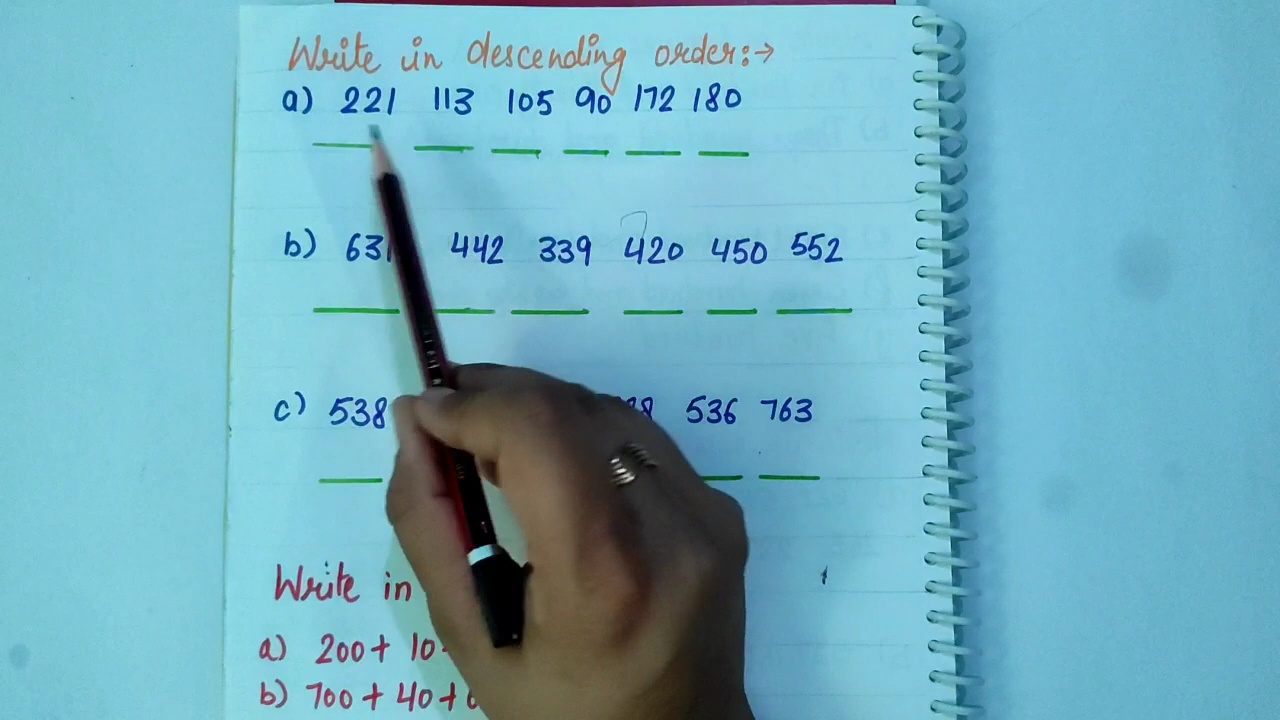 Write in descending order:→
a) 221 113 105 90 172 180
b) 631 442 339 420 450 552
c) 538 536 763
Write in
a) 200 + 10
b) 700 + 40 +